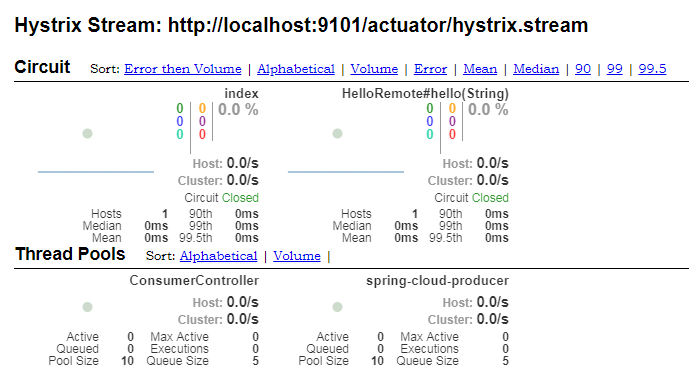 Hystrix Stream: http://localhost:9101/actuator/hystrix.stream
Circuit Sort: Error then Volume | Alphabetical | Volume | Error | Mean | Median | 90 | 99 | 99.5
index
0 0 0.0 %
0 0
0 0
Host: 0.0/s
Cluster: 0.0/s
Circuit Closed
Hosts 1 90th 0ms
Median 0ms 99th 0ms
Mean 0ms 99.5th 0ms
HelloRemote#hello(String)
0 0 0.0 %
0 0
0 0
Host: 0.0/s
Cluster: 0.0/s
Circuit Closed
Hosts 1 90th 0ms
Median 0ms 99th 0ms
Mean 0ms 99.5th 0ms
Thread Pools Sort: Alphabetical | Volume |
ConsumerController
Host: 0.0/s
Cluster: 0.0/s
Active 0 Max Active 0
Queued 0 Executions 0
Pool Size 10 Queue Size 5
spring-cloud-producer
Host: 0.0/s
Cluster: 0.0/s
Active 0 Max Active 0
Queued 0 Executions 0
Pool Size 10 Queue Size 5